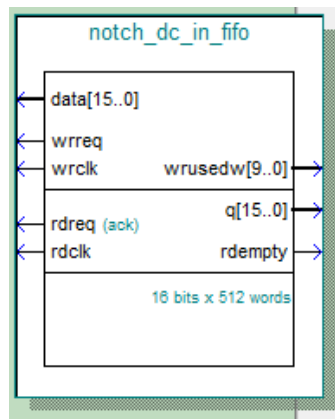 notch_dc_in_fifo
data[15..0]
wrreq
wrclk wrusedw[9..0]
q[15..0]
rdreq (ack)
rdclk rdempty
16 bits x 512 words